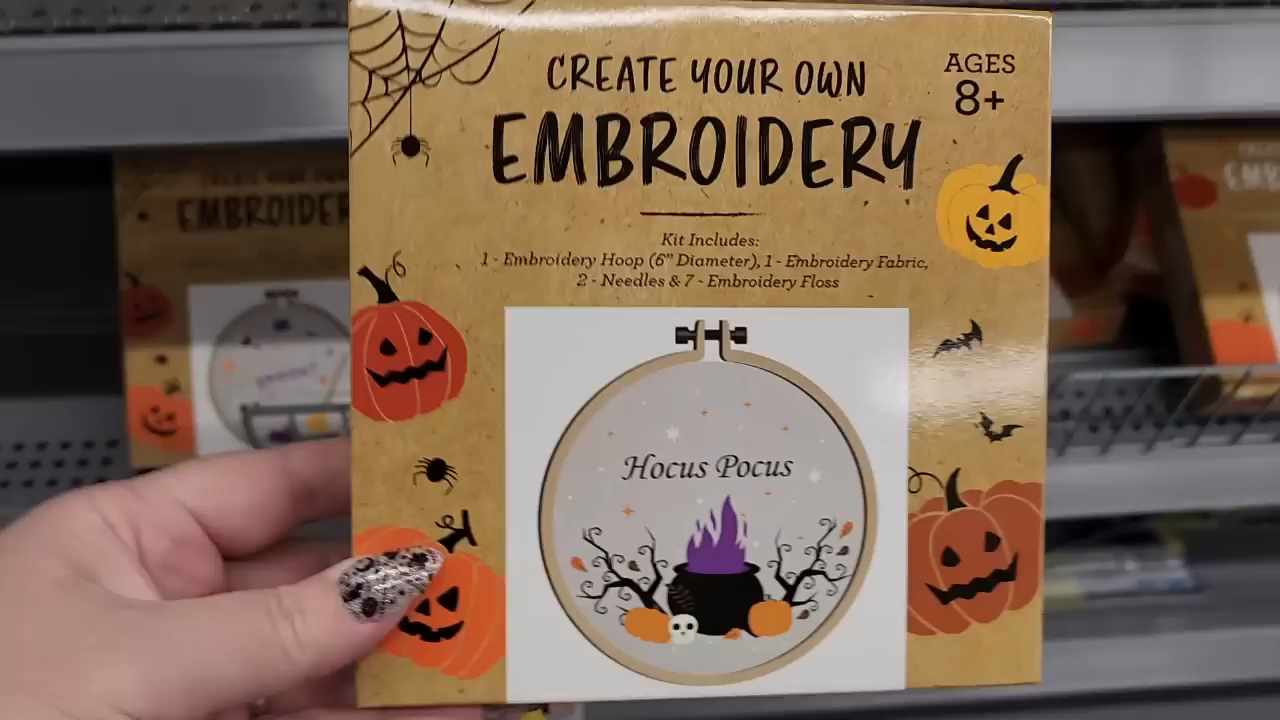 CREATE YOUR OWN
EMBROIDERY
AGES
8+
Kit Includes:
1 - Embroidery Hoop (6" Diameter), 1 - Embroidery Fabric,
2 - Needles & 7 - Embroidery Floss
Hocus Pocus
EMBROIDER